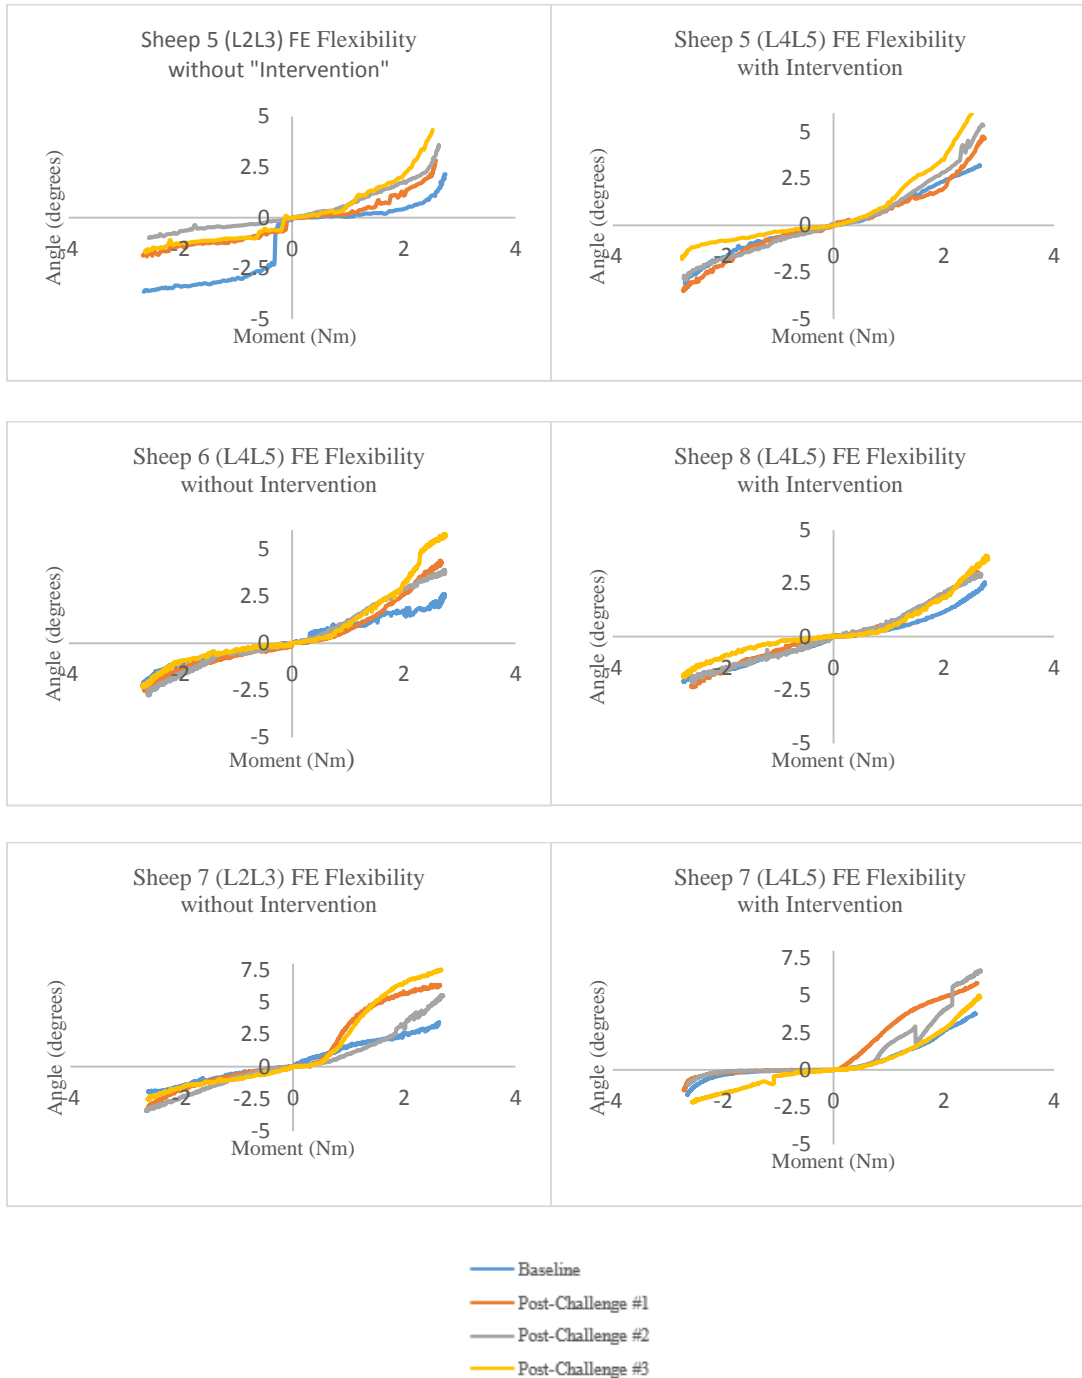 Sheep 5 (L2L3) FE Flexibility
without "Intervention"
5
2.5
0
-2.5
-5
-4
-2
0
2
4
Angle (degrees)
Moment (Nm)
Sheep 5 (L4L5) FE Flexibility
with Intervention
5
2.5
0
-2.5
-5
-4
-2
0
2
4
Angle (degrees)
Moment (Nm)
Sheep 6 (L4L5) FE Flexibility
without Intervention
5
2.5
0
-2.5
-5
-4
-2
0
2
4
Angle (degrees)
Moment (Nm)
Sheep 8 (L4L5) FE Flexibility
with Intervention
5
2.5
0
-2.5
-5
-4
-2
0
2
4
Angle (degrees)
Moment (Nm)
Sheep 7 (L2L3) FE Flexibility
without Intervention
7.5
5
2.5
0
-2.5
-5
-4
-2
0
2
4
Angle (degrees)
Moment (Nm)
Sheep 7 (L4L5) FE Flexibility
with Intervention
7.5
5
2.5
0
-2.5
-5
-4
-2
0
2
4
Angle (degrees)
Moment (Nm)
Baseline
Post-Challenge #1
Post-Challenge #2
Post-Challenge #3